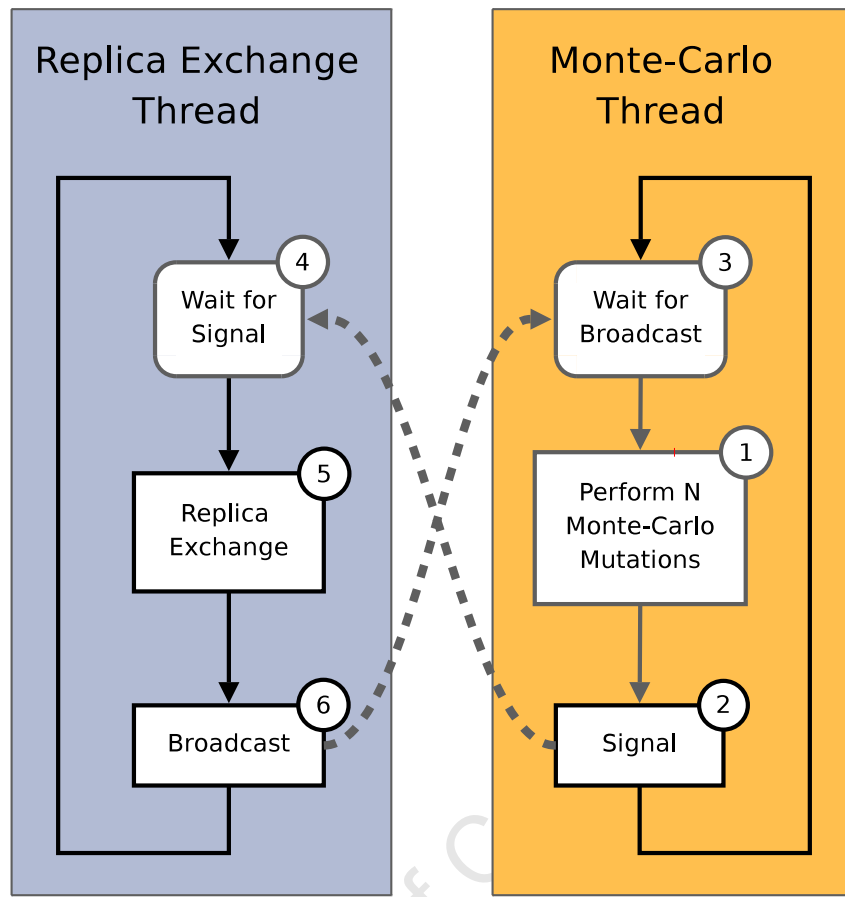 Replica Exchange
Thread
4
Wait for
Signal
5
Replica
Exchange
6
Broadcast
Monte-Carlo
Thread
3
Wait for
Broadcast
1
Perform N
Monte-Carlo
Mutations
2
Signal
f C